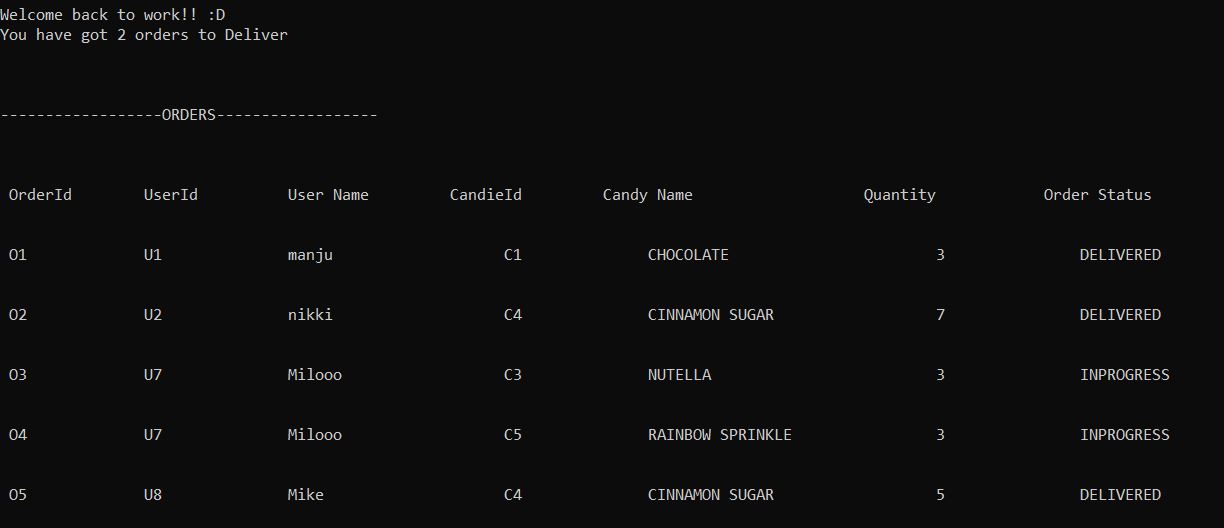 Welcome back to work!! :D
You have got 2 orders to Deliver
------------------ORDERS------------------
OrderId UserId User Name CandieId Candy Name Quantity Order Status
O1 U1 manju C1 CHOCOLATE 3 DELIVERED
O2 U2 nikki C4 CINNAMON SUGAR 7 DELIVERED
O3 U7 Milooo C3 NUTELLA 3 INPROGRESS
O4 U7 Milooo C5 RAINBOW SPRINKLE 3 INPROGRESS
O5 U8 Mike C4 CINNAMON SUGAR 5 DELIVERED